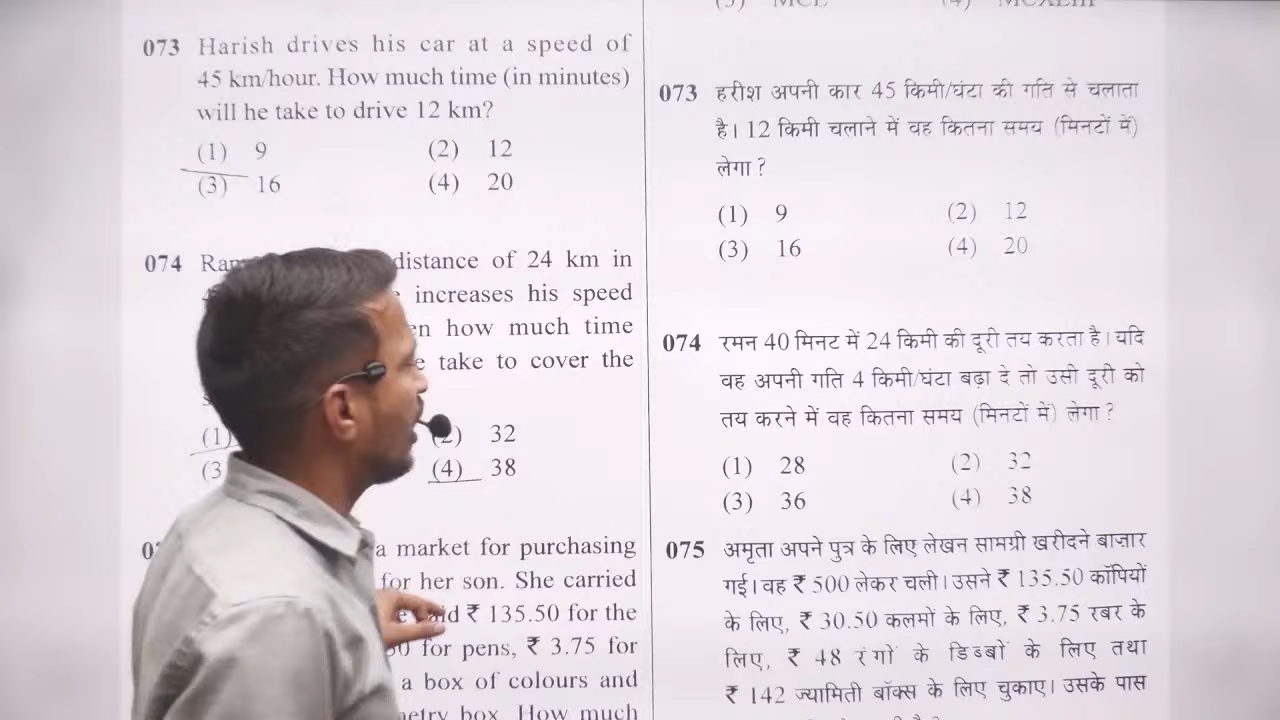 073 Harish drives his car at a speed of
45 km/hour. How much time (in minutes)
will he take to drive 12 km?
(1) 9 (2) 12
(3) 16 (4) 20
074 distance of 24 km in
increases his speed
how much time
take to cover the
(1) (2) 32
(3 (4) 38
a market for purchasing
for her son. She carried
₹ 135.50 for the
for pens, ₹ 3.75 for
a box of colours and
box. How much
073 हरीश अपनी कार 45 किमी/घंटा की गति से चलाता
है। 12 किमी चलाने में वह कितना समय (मिनटों में)
लेगा ?
(1) 9 (2) 12
(3) 16 (4) 20
074 रमन 40 मिनट में 24 किमी की दूरी तय करता है। यदि
वह अपनी गति 4 किमी/घंटा बढ़ा दे तो उसी दूरी को
तय करने में वह कितना समय (मिनटों में) लेगा ?
(1) 28 (2) 32
(3) 36 (4) 38
075 अमृता अपने पुत्र के लिए लेखन सामग्री खरीदने बाजार
गई। वह ₹ 500 लेकर चली। उसने ₹ 135.50 कॉपियों
के लिए, ₹ 30.50 कलमों के लिए, ₹ 3.75 रबर के
लिए, ₹ 48 रंगों के डिब्बों के लिए तथा
₹ 142 ज्यामिती बॉक्स के लिए चुकाए। उसके पास